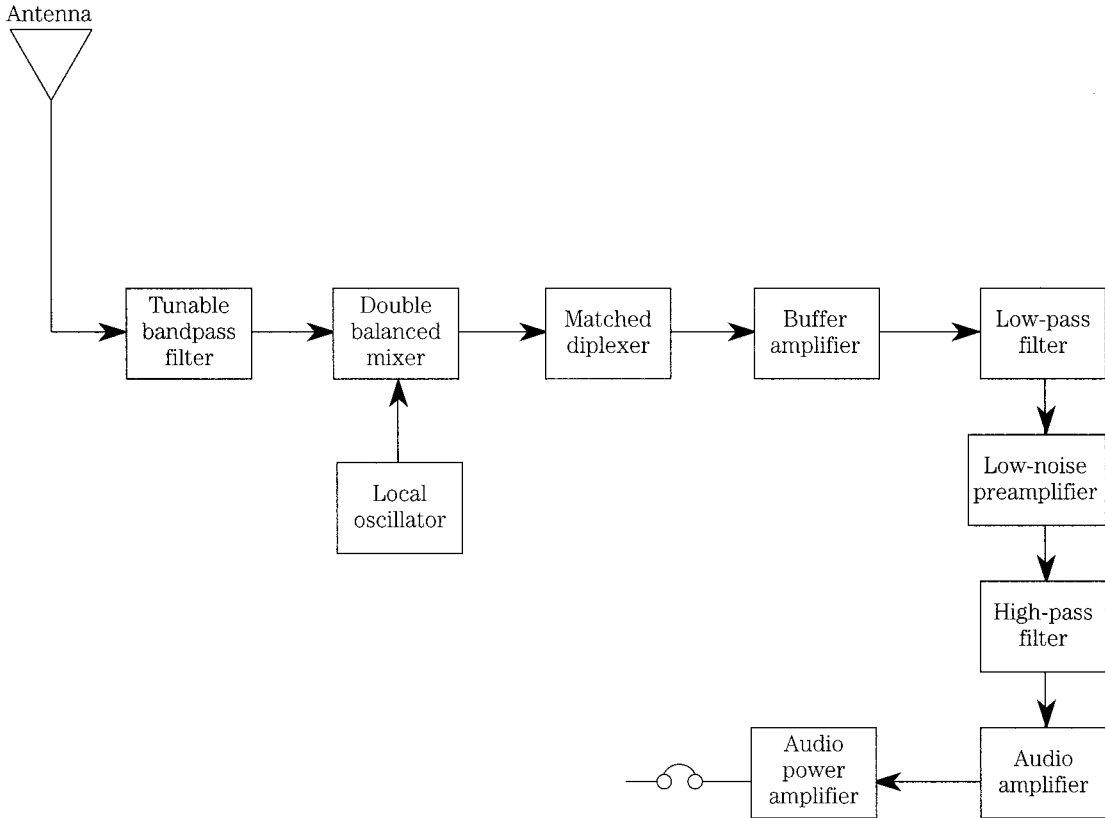 Antenna
Tunable
bandpass
filter
Double
balanced
mixer
Matched
diplexer
Buffer
amplifier
Low-pass
filter
Local
oscillator
Low-noise
preamplifier
High-pass
filter
Audio
power
amplifier
Audio
amplifier